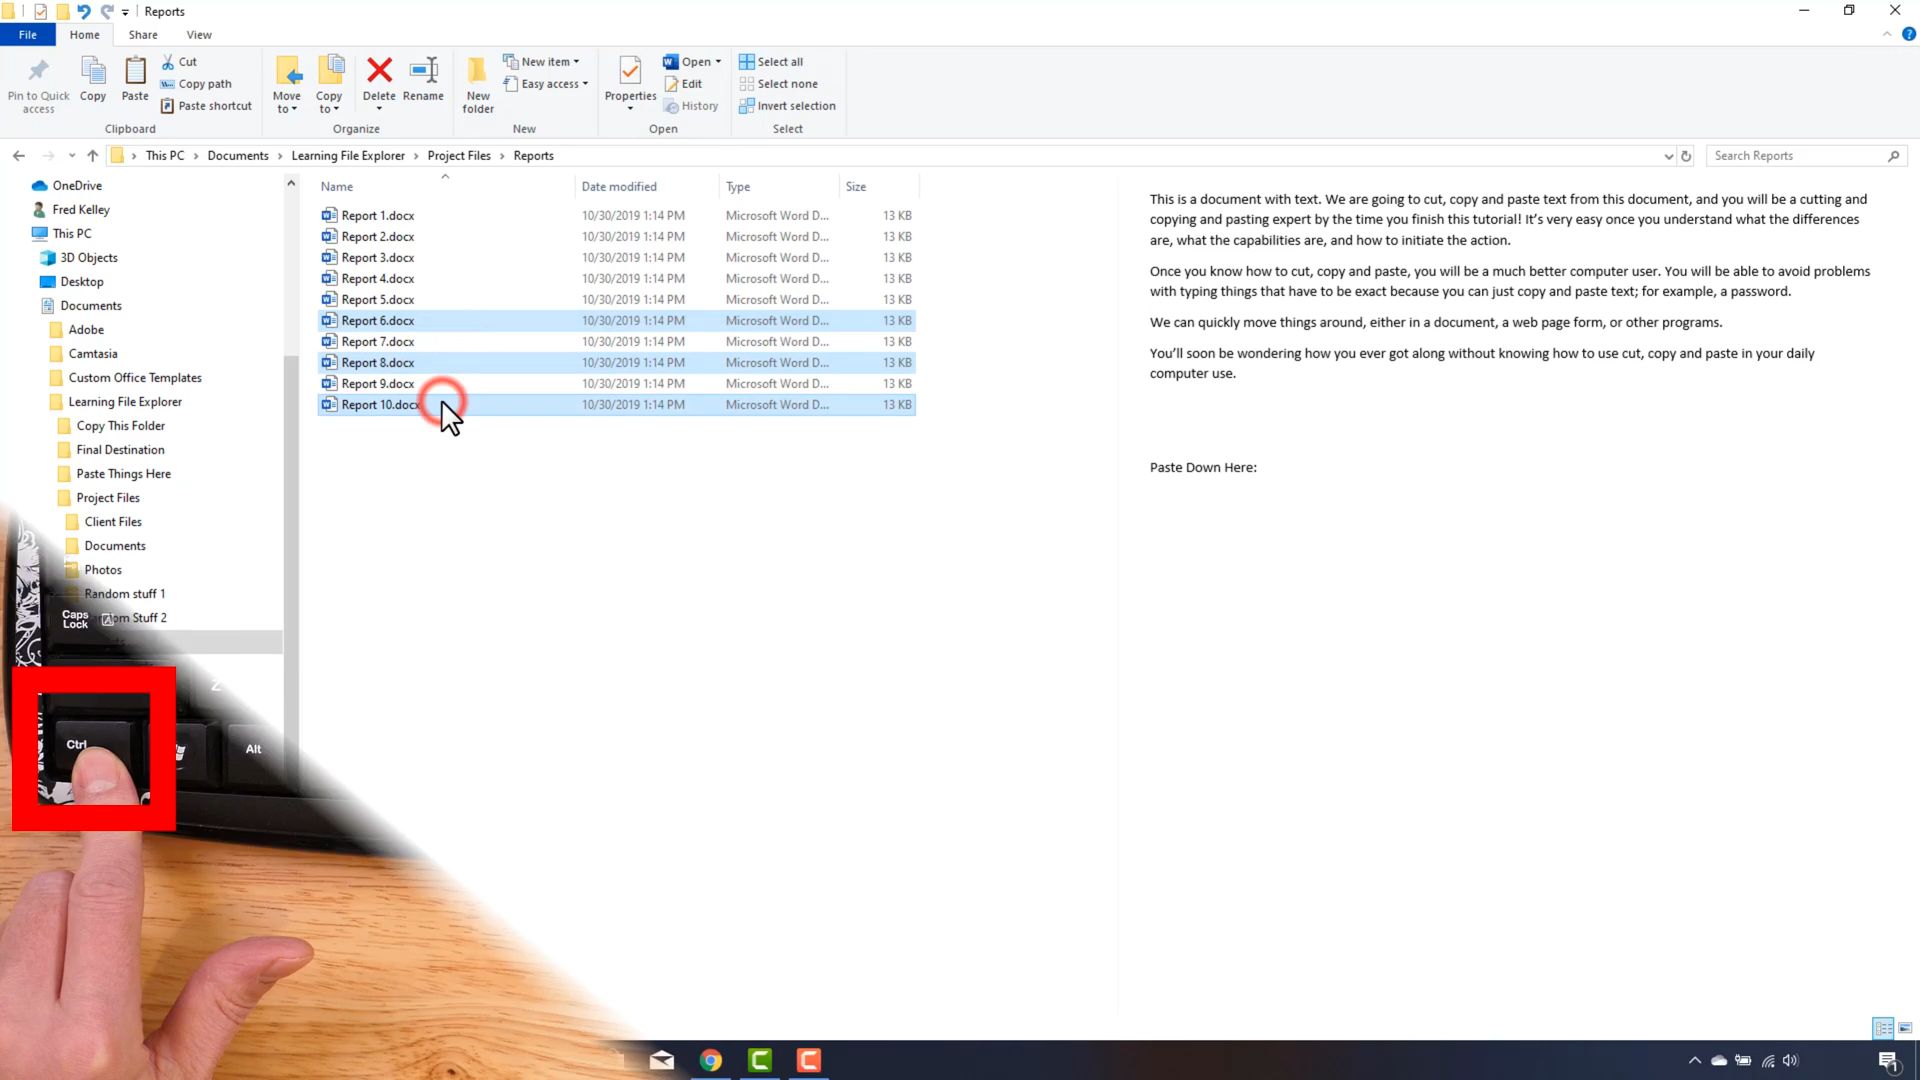 Reports
File Home Share View
Pin to Quick access
Copy
Paste
Cut
Copy path
Paste shortcut
Clipboard
Move to
Copy to
Delete
Rename
Organize
New folder
New item
Easy access
New
Properties
Open
Edit
History
Open
Select all
Select none
Invert selection
Select
This PC Documents Learning File Explorer Project Files Reports
Search Reports
OneDrive
Fred Kelley
This PC
3D Objects
Desktop
Documents
Adobe
Camtasia
Custom Office Templates
Learning File Explorer
Copy This Folder
Final Destination
Paste Things Here
Project Files
Client Files
Documents
Photos
Random stuff 1
om Stuff 2
Name Date modified Type Size
Report 1.docx 10/30/2019 1:14 PM Microsoft Word D... 13 KB
Report 2.docx 10/30/2019 1:14 PM Microsoft Word D... 13 KB
Report 3.docx 10/30/2019 1:14 PM Microsoft Word D... 13 KB
Report 4.docx 10/30/2019 1:14 PM Microsoft Word D... 13 KB
Report 5.docx 10/30/2019 1:14 PM Microsoft Word D... 13 KB
Report 6.docx 10/30/2019 1:14 PM Microsoft Word D... 13 KB
Report 7.docx 10/30/2019 1:14 PM Microsoft Word D... 13 KB
Report 8.docx 10/30/2019 1:14 PM Microsoft Word D... 13 KB
Report 9.docx 10/30/2019 1:14 PM Microsoft Word D... 13 KB
Report 10.docx 10/30/2019 1:14 PM Microsoft Word D... 13 KB
This is a document with text. We are going to cut, copy and paste text from this document, and you will be a cutting and
copying and pasting expert by the time you finish this tutorial! It's very easy once you understand what the differences
are, what the capabilities are, and how to initiate the action.
Once you know how to cut, copy and paste, you will be a much better computer user. You will be able to avoid problems
with typing things that have to be exact because you can just copy and paste text; for example, a password.
We can quickly move things around, either in a document, a web page form, or other programs.
You'll soon be wondering how you ever got along without knowing how to use cut, copy and paste in your daily
computer use.
Paste Down Here:
Caps Lock
A
Z
Ctrl
Alt
1